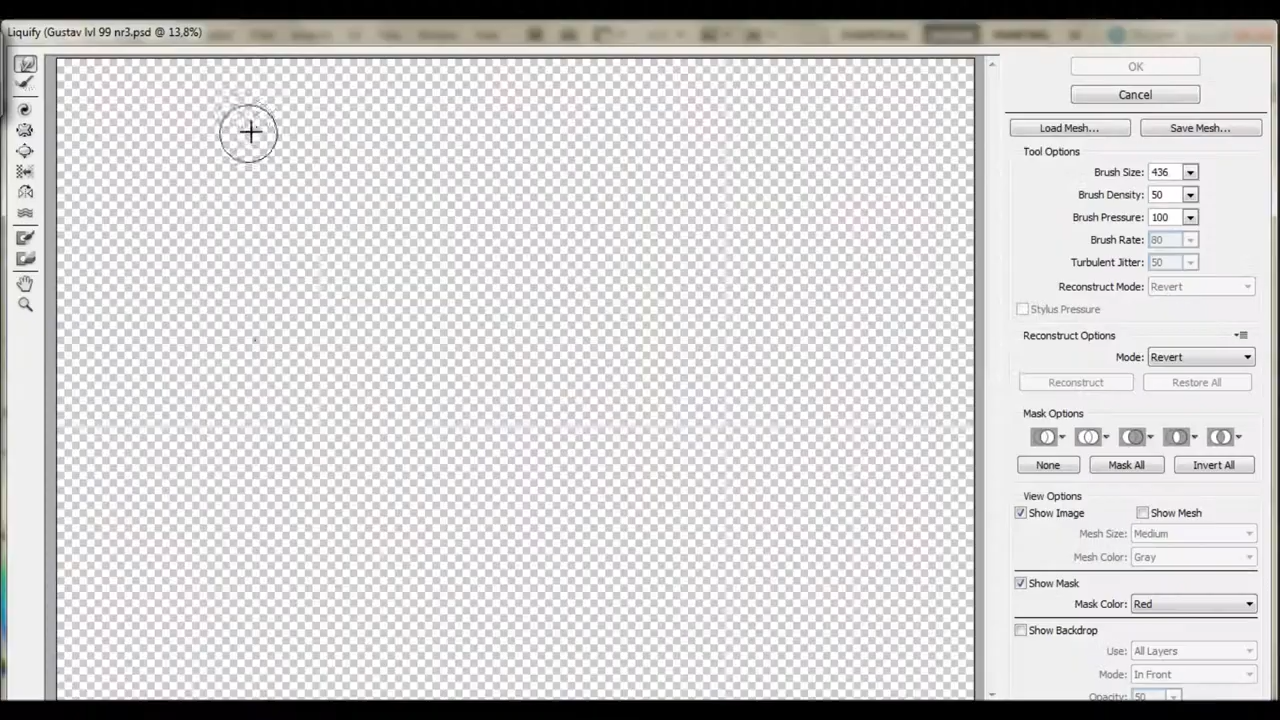 Liquify (Gustav lvl 99 nr3.psd @ 13,8%)
OK
Cancel
Load Mesh...
Save Mesh...
Tool Options
Brush Size: 436
Brush Density: 50
Brush Pressure: 100
Brush Rate: 80
Turbulent Jitter: 50
Reconstruct Mode: Revert
Stylus Pressure
Reconstruct Options
Mode: Revert
Reconstruct
Restore All
Mask Options
None
Mask All
Invert All
View Options
Show Image
Show Mesh
Mesh Size: Medium
Mesh Color: Gray
Show Mask
Mask Color: Red
Show Backdrop
Use: All Layers
Mode: In Front
Opacity: 50